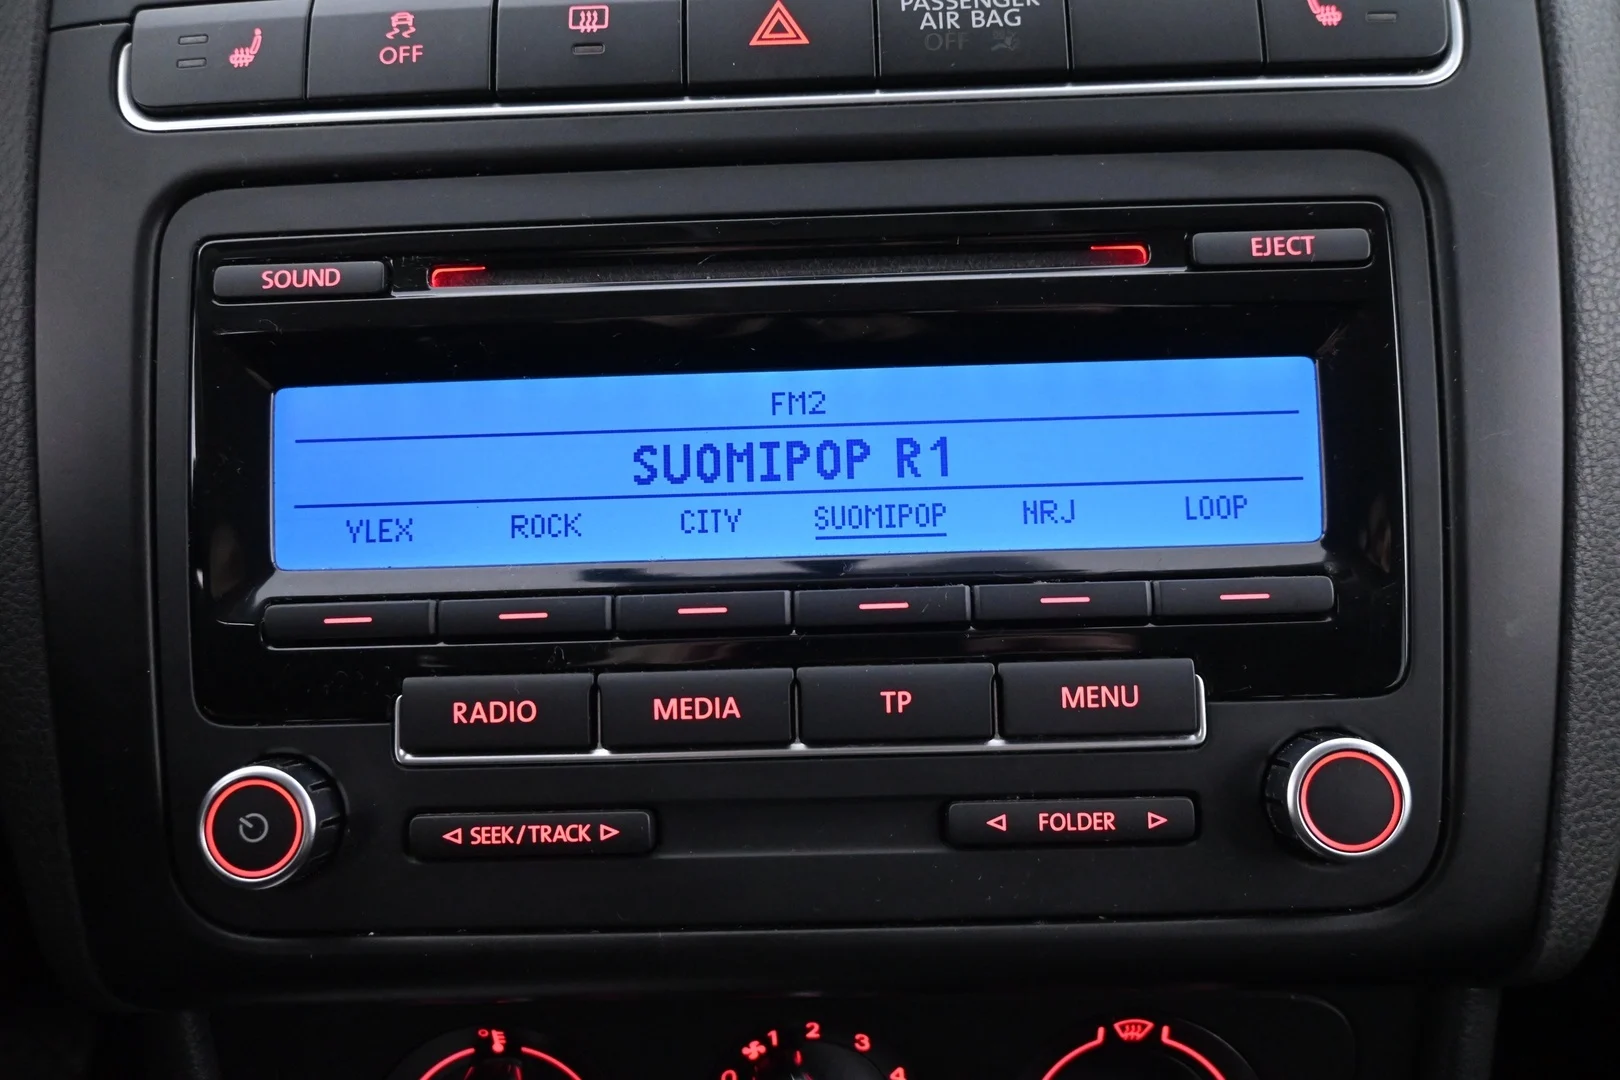 OFF
PASSENGER
AIR BAG
OFF
SOUND
EJECT
FM2
SUOMIPOP R1
YLEX ROCK CITY SUOMIPOP NRJ LOOP
RADIO MEDIA TP MENU
SEEK/TRACK
FOLDER
0 1 2 3 4